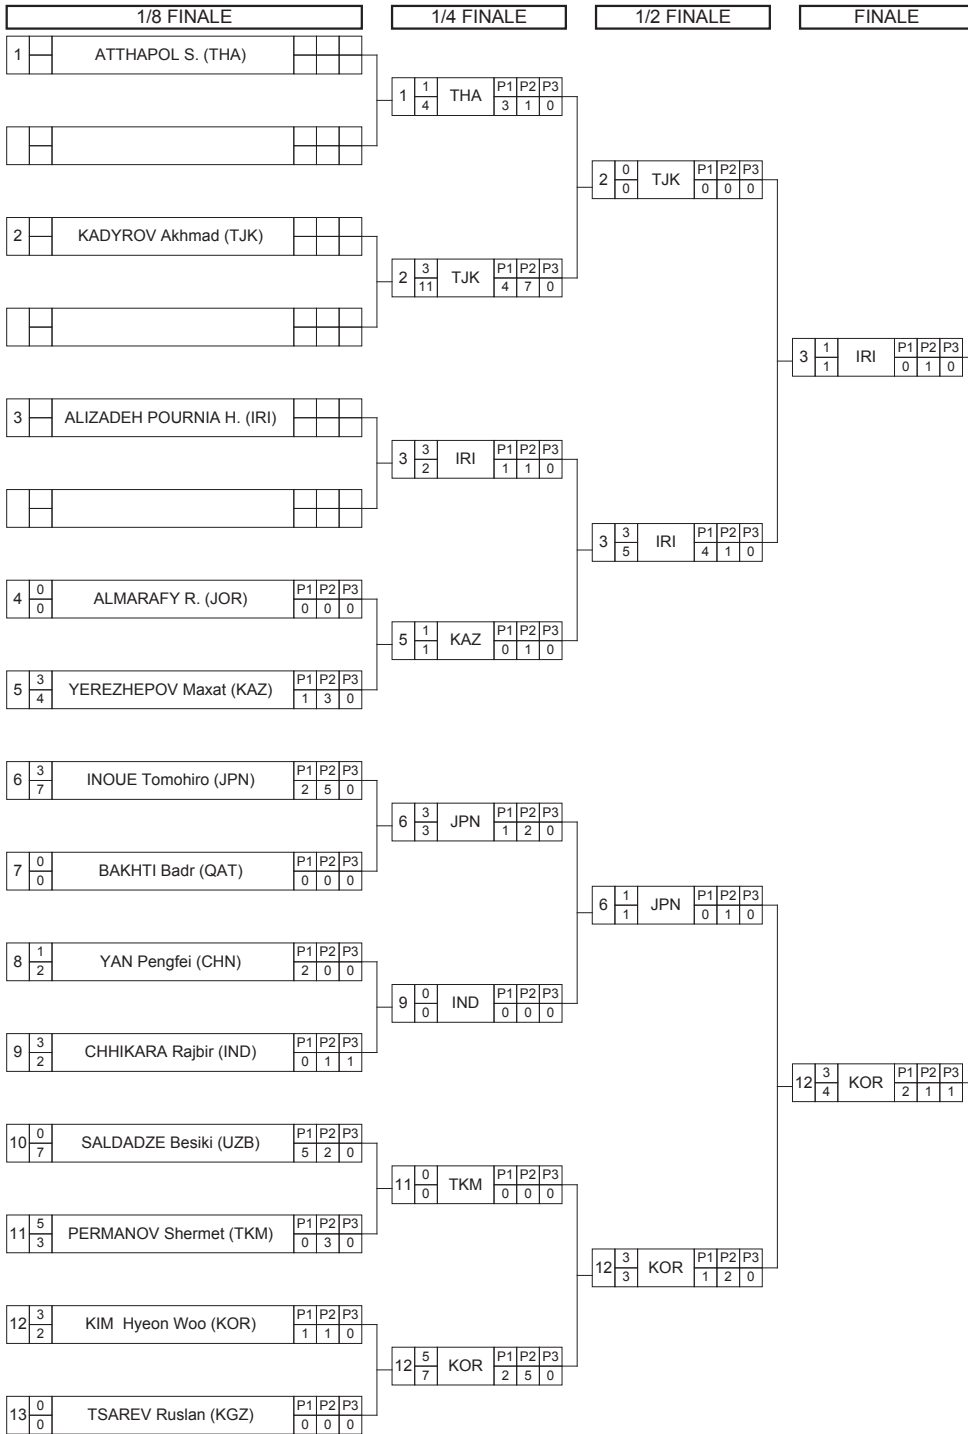 1/8 FINALE 1/4 FINALE 1/2 FINALE FINALE
1 ATTHAPOL S. (THA)
1 1 THA P1 P2 P3
4 3 1 0
2 0 TJK P1 P2 P3
0 0 0 0
2 KADYROV Akhmad (TJK)
2 3 TJK P1 P2 P3
11 4 7 0
3 1 IRI P1 P2 P3
1 0 1 0
3 ALIZADEH POURNIA H. (IRI)
3 3 IRI P1 P2 P3
2 1 1 0
3 3 IRI P1 P2 P3
5 4 1 0
4 0 ALMARAFY R. (JOR) P1 P2 P3
0 0 0 0
5 1 KAZ P1 P2 P3
1 0 1 0
5 3 YEREZHEPOV Maxat (KAZ) P1 P2 P3
4 1 3 0
6 3 INOUE Tomohiro (JPN) P1 P2 P3
7 2 5 0
6 3 JPN P1 P2 P3
3 1 2 0
7 0 BAKHTI Badr (QAT) P1 P2 P3
0 0 0 0
6 1 JPN P1 P2 P3
1 0 1 0
8 1 YAN Pengfei (CHN) P1 P2 P3
2 2 0 0
9 0 IND P1 P2 P3
0 0 0 0
9 3 CHHIKARA Rajbir (IND) P1 P2 P3
2 0 1 1
12 3 KOR P1 P2 P3
4 2 1 1
10 0 SALDADZE Besiki (UZB) P1 P2 P3
7 5 2 0
11 0 TKM P1 P2 P3
0 0 0 0
11 5 PERMANOV Shermet (TKM) P1 P2 P3
3 0 3 0
12 3 KOR P1 P2 P3
3 1 2 0
12 3 KIM Hyeon Woo (KOR) P1 P2 P3
2 1 1 0
12 5 KOR P1 P2 P3
7 2 5 0
13 0 TSAREV Ruslan (KGZ) P1 P2 P3
0 0 0 0